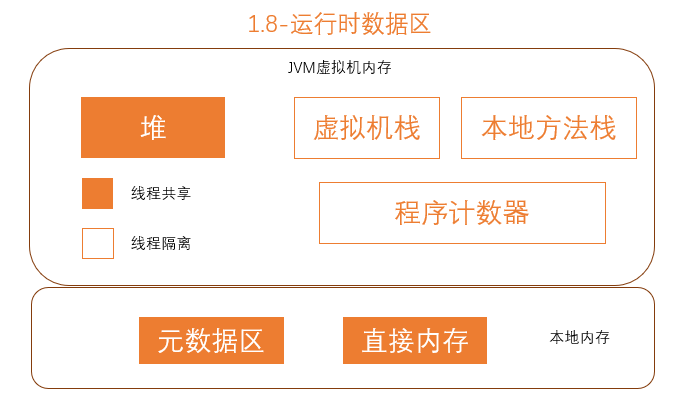 1.8-运行时数据区
JVM虚拟机内存
堆
虚拟机栈
本地方法栈
线程共享
程序计数器
线程隔离
元数据区
直接内存
本地内存